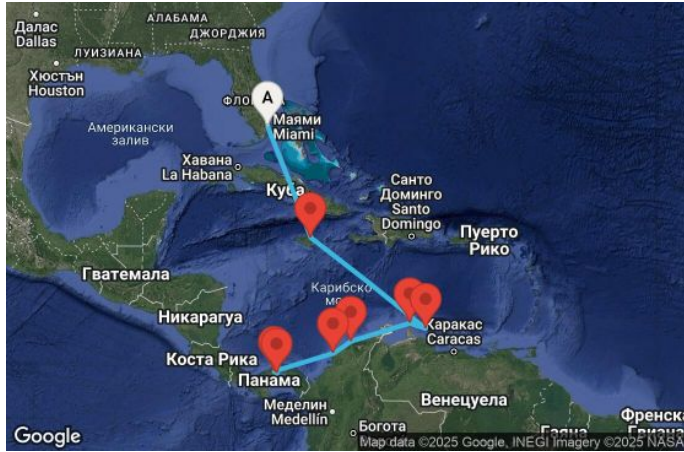 Далас
Dallas
АЛАБАМА
ДЖОРДЖИЯ
ЛУИЗИАНА
Хюстън
Houston
ФЛО
A
Маями
Miami
Американски
залив
Хавана
La Habana
Куба
Санто
Доминго
Santo
Domingo
Пуерто
Рико
Гватемала
Карибско
мо
Никарагуа
Каракас
Caracas
Коста Рика
Панама
Венецуела
Меделин
Medellín
Богота
Френска
Гвиана
Google
Map data ©2025 Google, INEGI Imagery ©2025 NASA